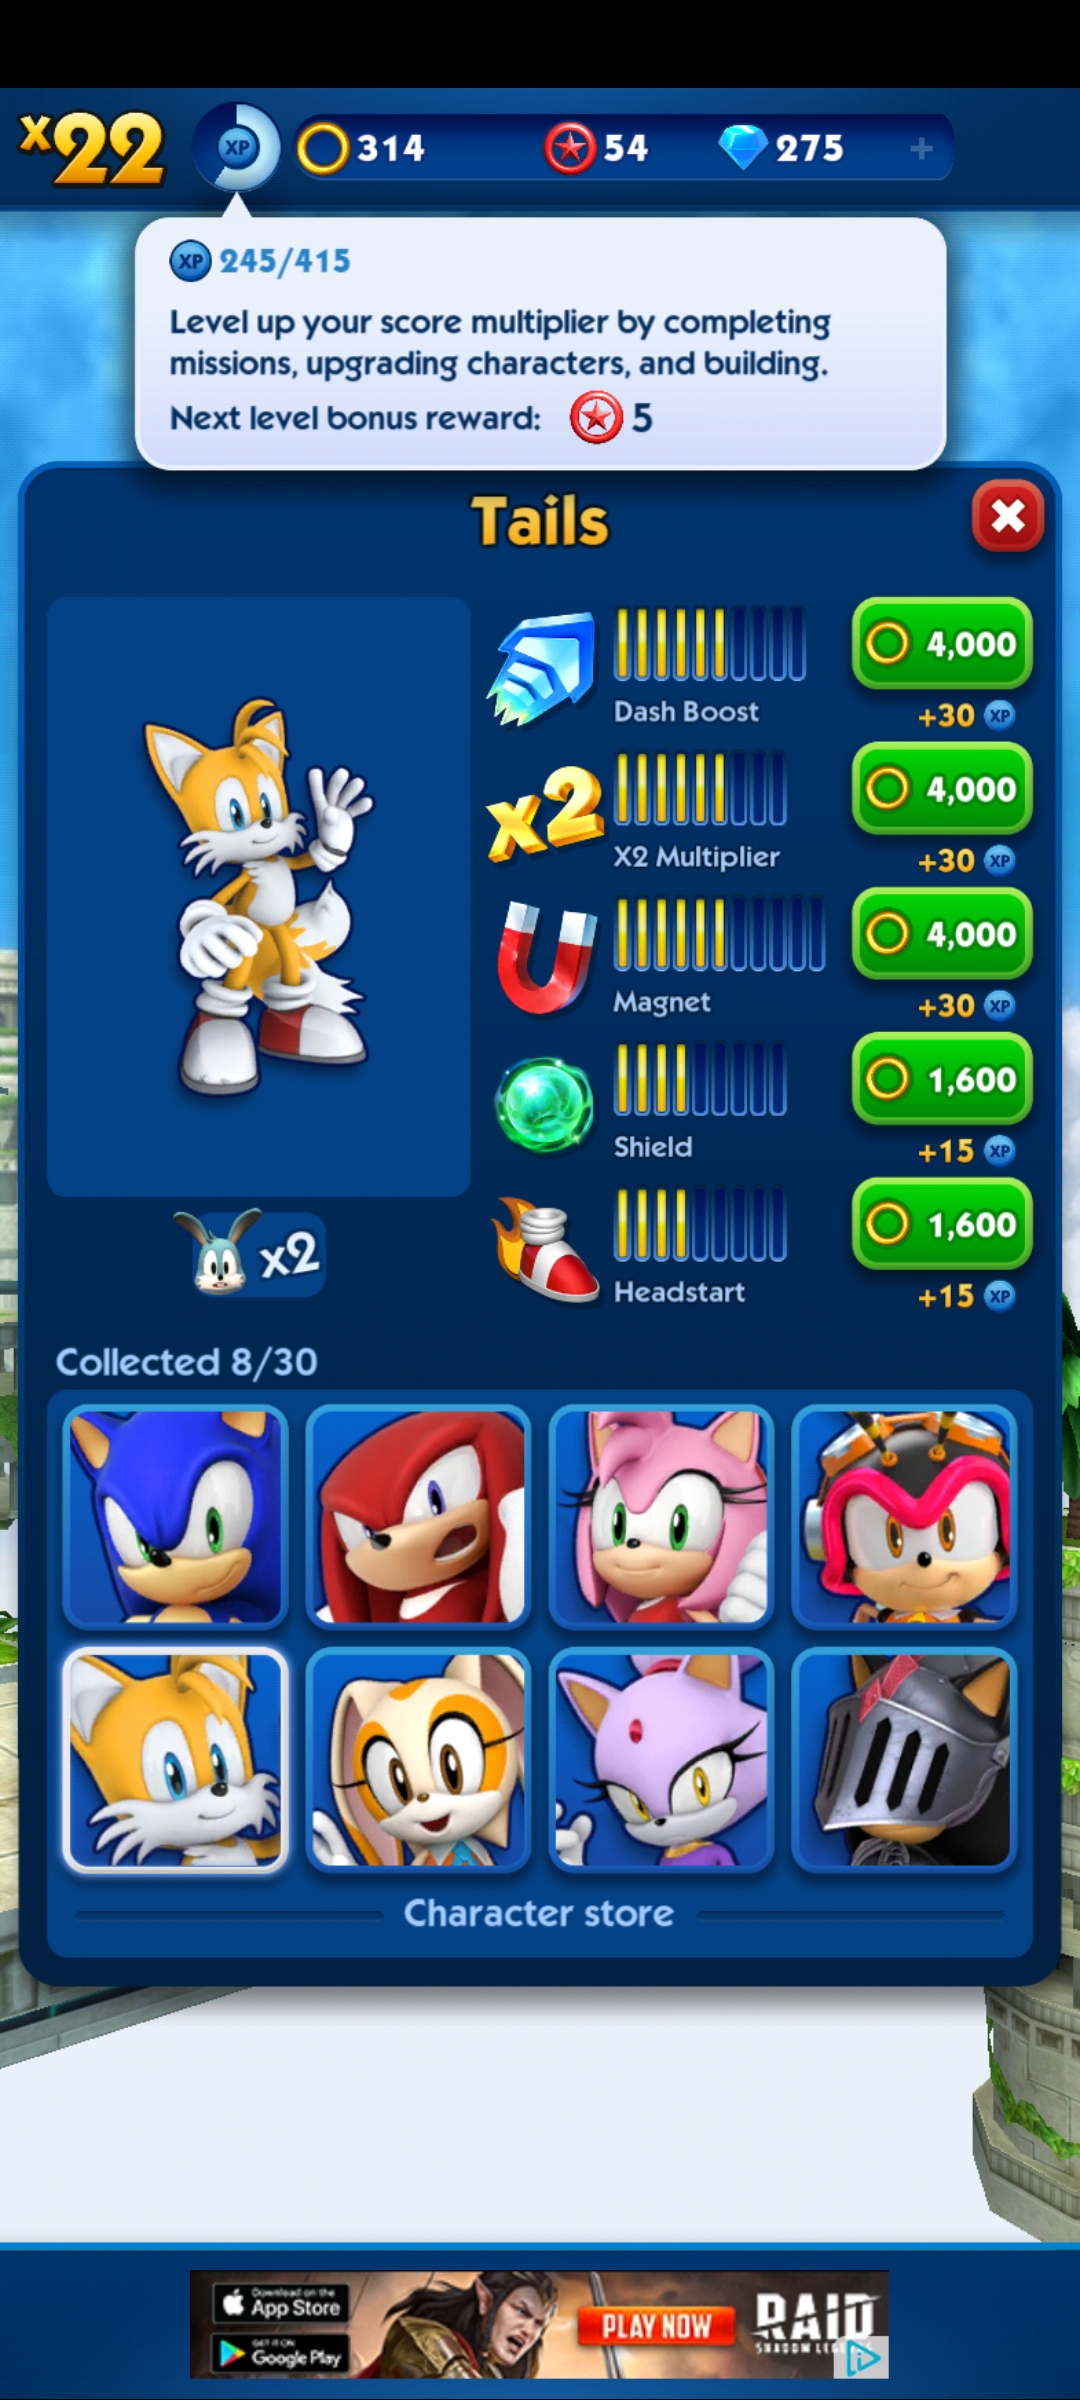 x22
XP
314
54
275
+
XP 245/415
Level up your score multiplier by completing
missions, upgrading characters, and building.
Next level bonus reward: 5
Tails
4,000
Dash Boost
+30 XP
x2
4,000
X2 Multiplier
+30 XP
4,000
Magnet
+30 XP
1,600
Shield
+15 XP
x2
1,600
Headstart
+15 XP
Collected 8/30
Character store
Download on the
App Store
GET IT ON
Google Play
PLAY NOW
RAID